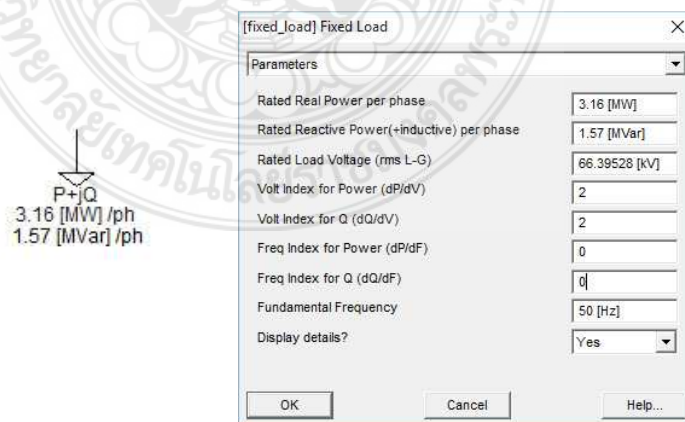 [fixed_load] Fixed Load
Parameters
Rated Real Power per phase 3.16 [MW]
Rated Reactive Power(+inductive) per phase 1.57 [MVar]
Rated Load Voltage (rms L-G) 66.39528 [kV]
Volt Index for Power (dP/dV) 2
Volt Index for Q (dQ/dV) 2
Freq Index for Power (dP/dF) 0
Freq Index for Q (dQ/dF) 0
Fundamental Frequency 50 [Hz]
Display details? Yes
OK Cancel Help...
P+jQ
3.16 [MW] /ph
1.57 [MVar] /ph